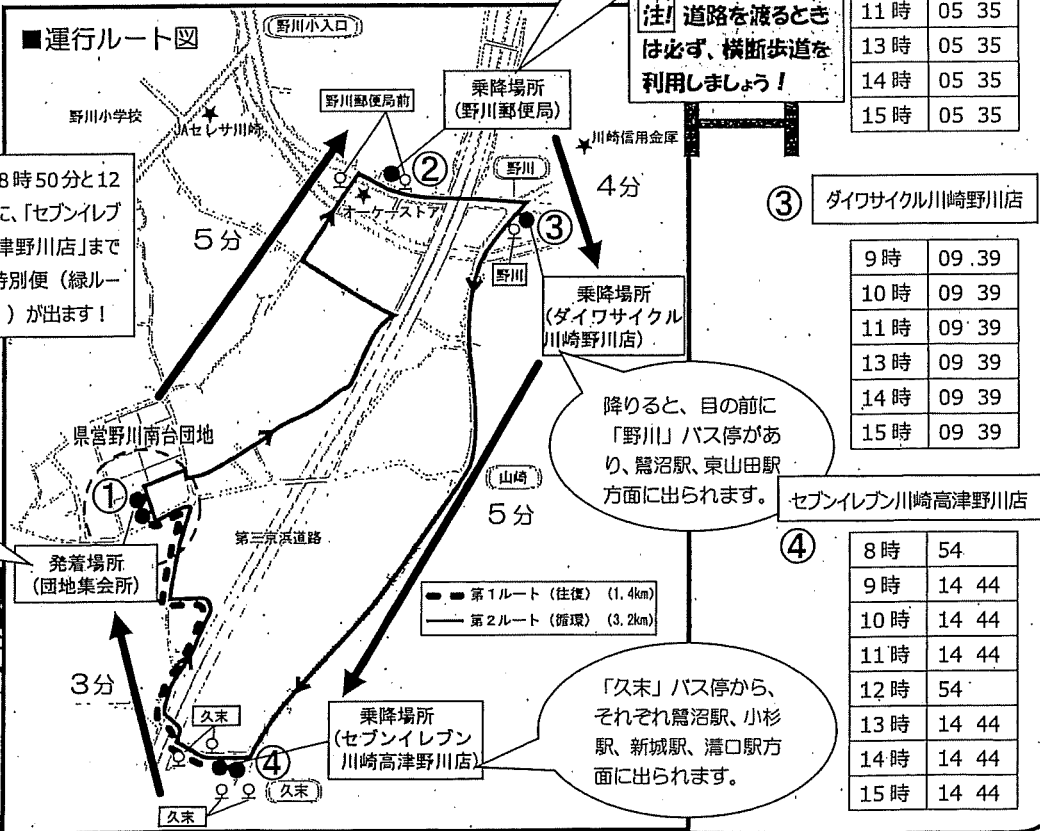 ■運行ルート図
野川小入口
注! 道路を渡るとき
は必ず、横断歩道を
利用しましょう!
11時 05 35
13時 05 35
14時 05 35
15時 05 35
乗降場所
(野川郵便局)
野川郵便局前
野川小学校
JAセレサ川崎
川崎信用金庫
野川
②
オーケーストア
4分
5分
8時50分と12
に、「セブンイレブ
津野川店」まで
特別便(緑ルー
)が出ます!
③
野川
乗降場所
(ダイワサイクル
川崎野川店)
③ ダイワサイクル川崎野川店
9時 09 39
10時 09 39
11時 09 39
13時 09 39
14時 09 39
15時 09 39
降りると、目の前に
「野川」バス停があ
り、鷺沼駅、東山田駅
方面に出られます。
県営野川南台団地
①
山崎
5分
第三京浜道路
発着場所
(団地集会所)
第1ルート(往復) (1.4km)
第2ルート(循環) (3.2km)
セブンイレブン川崎高津野川店
④
8時 54
9時 14 44
10時 14 44
11時 14 44
12時 54
13時 14 44
14時 14 44
15時 14 44
3分
久末
乗降場所
(セブンイレブン
川崎高津野川店)
④
久末
久末
「久末」バス停から、
それぞれ鷺沼駅、小杉
駅、新城駅、溝口駅方
面に出られます。